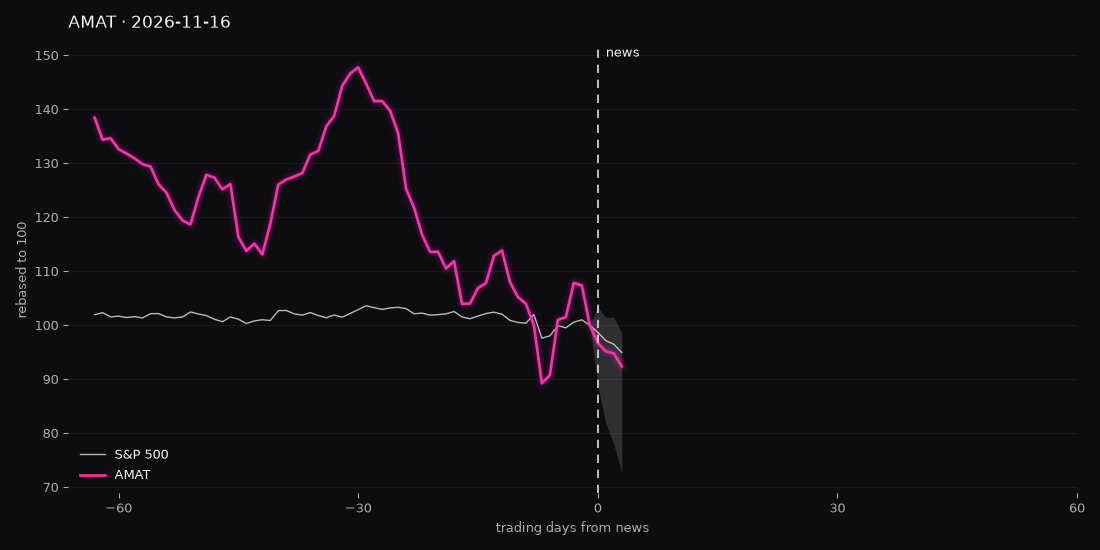 AMAT · 2026-11-16
news
150
140
130
120
110
100
90
80
70
rebased to 100
S&P 500
AMAT
−60
−30
0
30
60
trading days from news